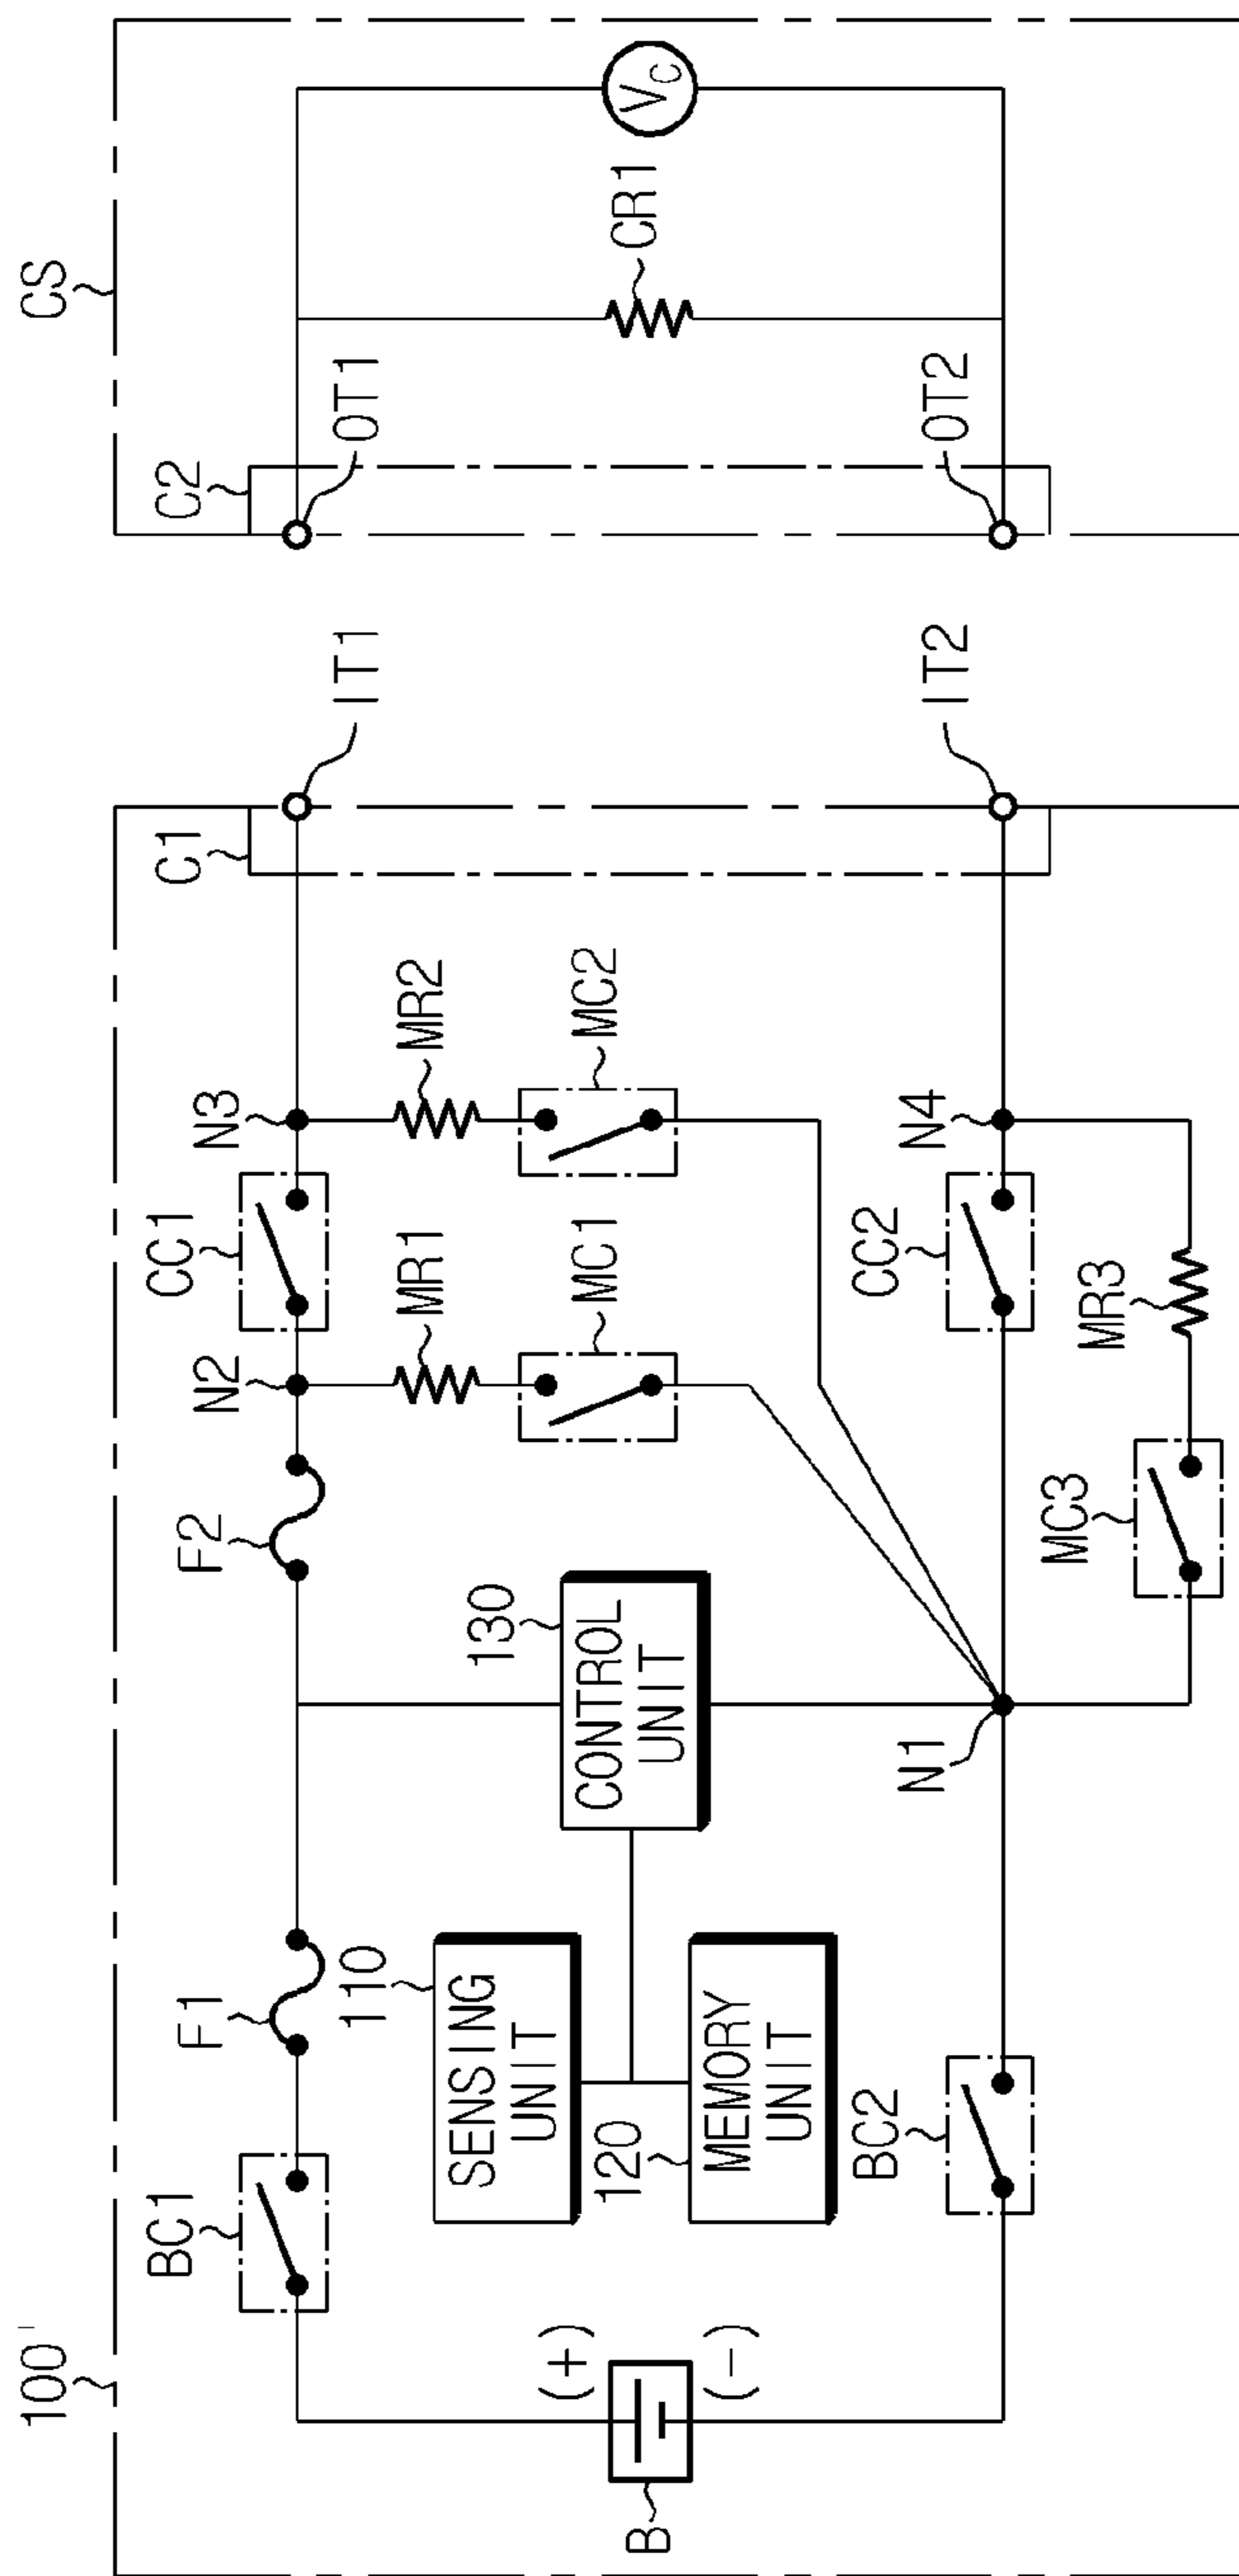 100'
CS
BC1
F1
F2
N2
CC1
N3
C1
C2
IT1
OT1
110
SENSING
UNIT
120
MEMORY
UNIT
130
CONTROL
UNIT
MR1
MC1
MR2
MC2
CR1
Vc
(+)
(-)
B
BC2
N1
CC2
N4
IT2
OT2
MC3
MR3